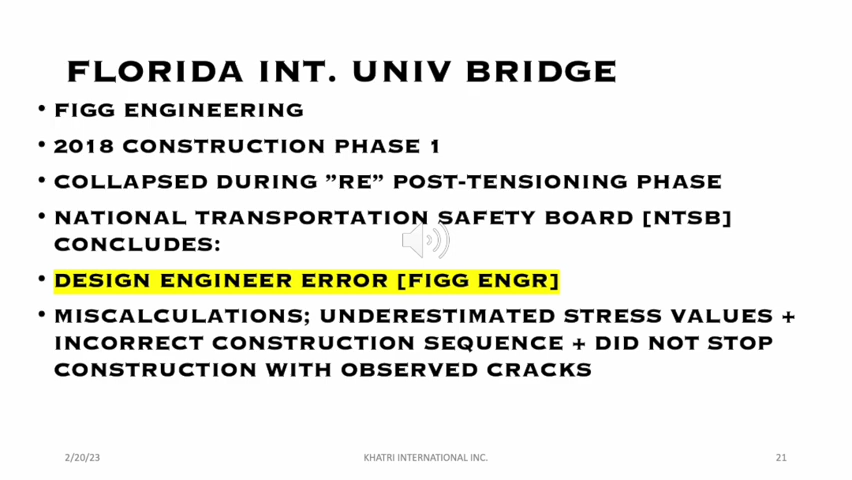 FLORIDA INT. UNIV BRIDGE
• FIGG ENGINEERING
• 2018 CONSTRUCTION PHASE 1
• COLLAPSED DURING ”RE” POST-TENSIONING PHASE
• NATIONAL TRANSPORTATION SAFETY BOARD [NTSB]
CONCLUDES:
• DESIGN ENGINEER ERROR [FIGG ENGR]
• MISCALCULATIONS; UNDERESTIMATED STRESS VALUES +
INCORRECT CONSTRUCTION SEQUENCE + DID NOT STOP
CONSTRUCTION WITH OBSERVED CRACKS
2/20/23
KHATRI INTERNATIONAL INC.
21